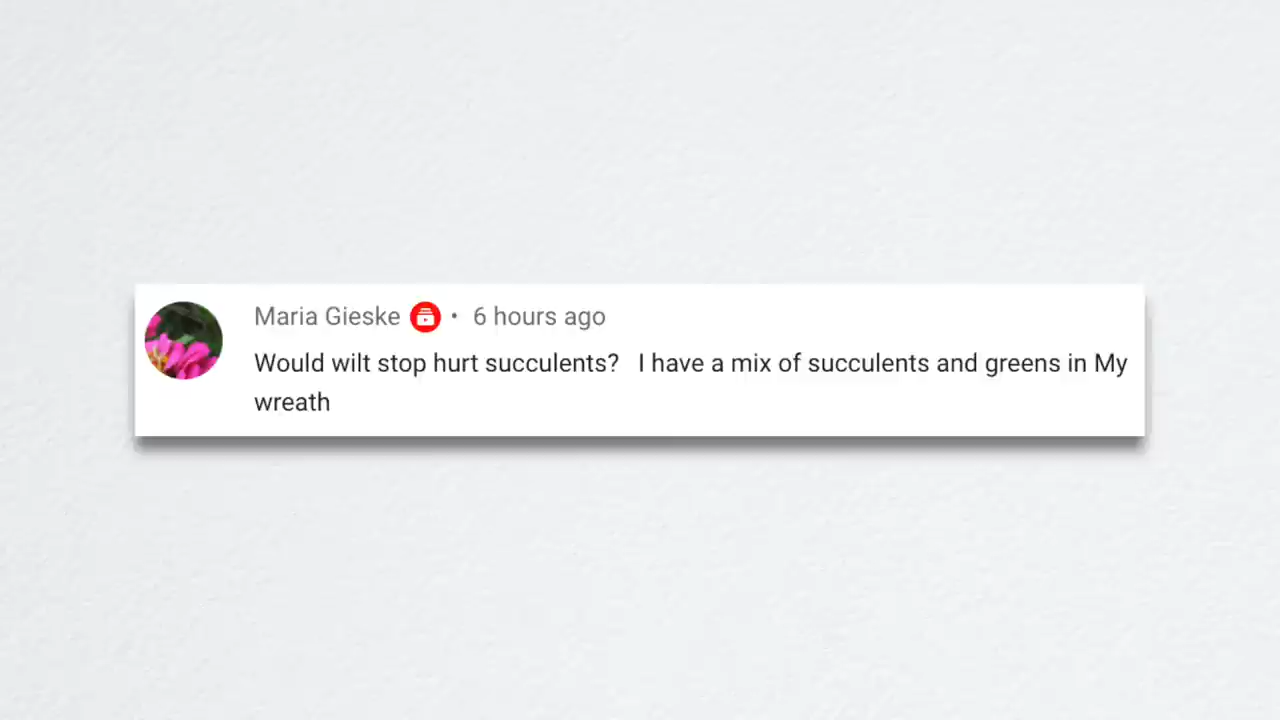 Maria Gieske • 6 hours ago
Would wilt stop hurt succulents?   I have a mix of succulents and greens in My
wreath